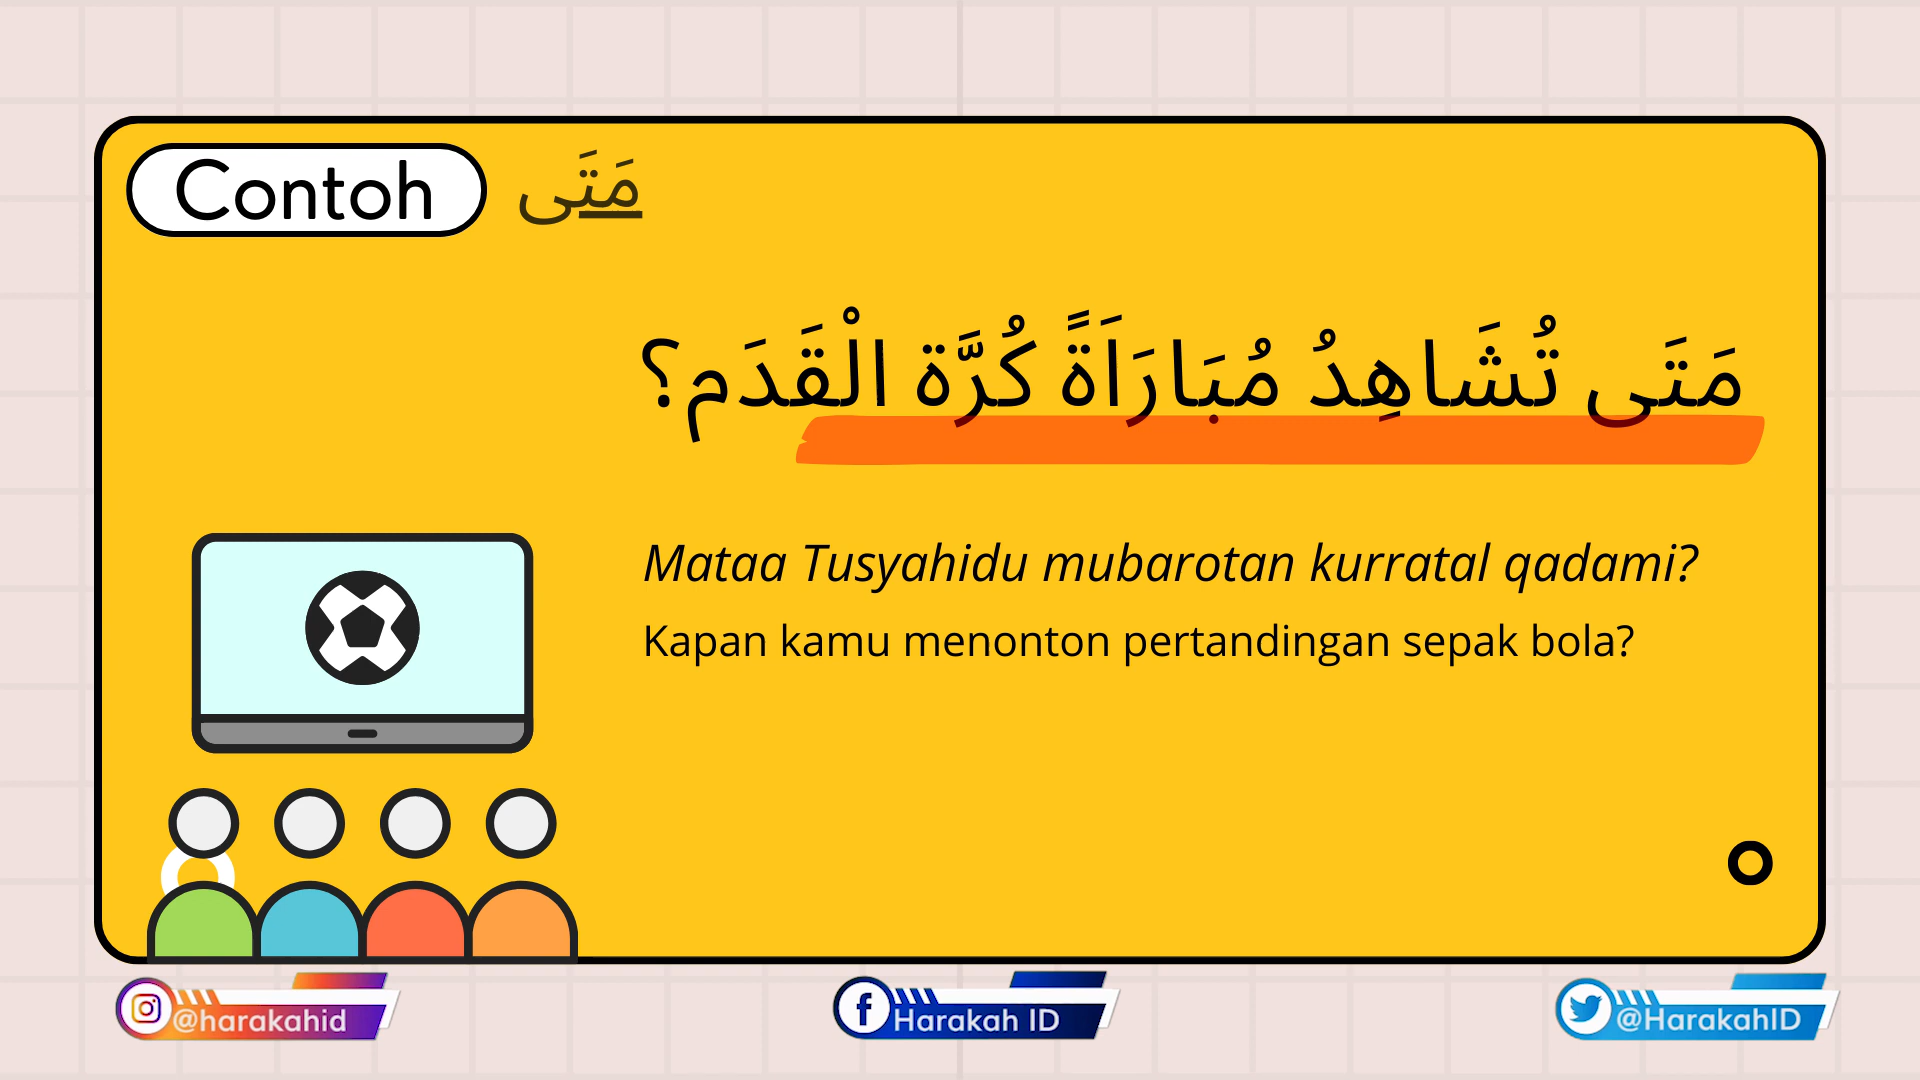 Contoh
مَتَى
مَتَى تُشَاهِدُ مُبَارَاَةً كُرَّة الْقَدَم؟
Mataa Tusyahidu mubarotan kurratal qadami?
Kapan kamu menonton pertandingan sepak bola?
@harakahid
Harakah ID
@HarakahID